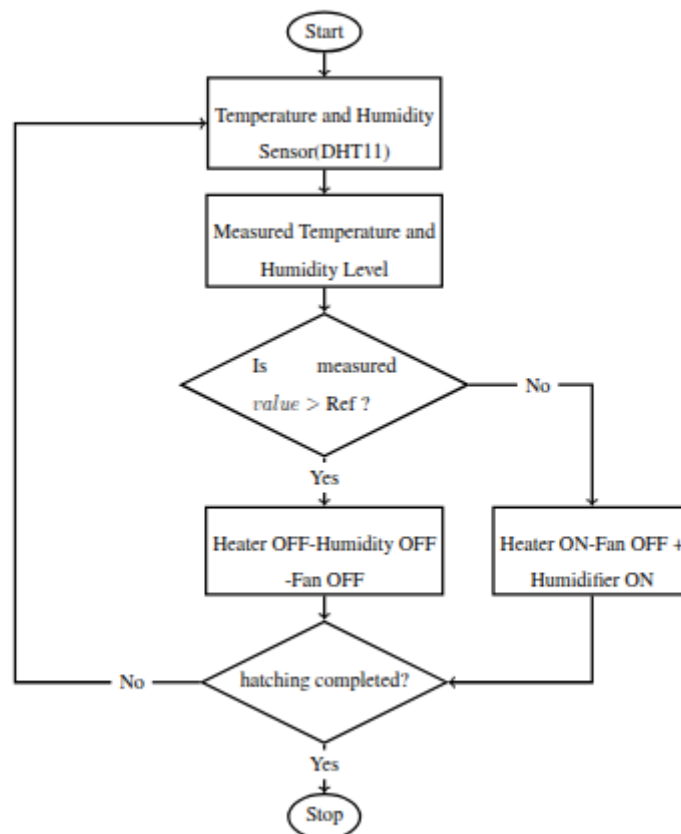 Start
Temperature and Humidity
Sensor(DHT11)
Measured Temperature and
Humidity Level
Is measured
value > Ref ?
No
Yes
Heater OFF-Humidity OFF
-Fan OFF
Heater ON-Fan OFF +
Humidifier ON
hatching completed?
No
Yes
Stop